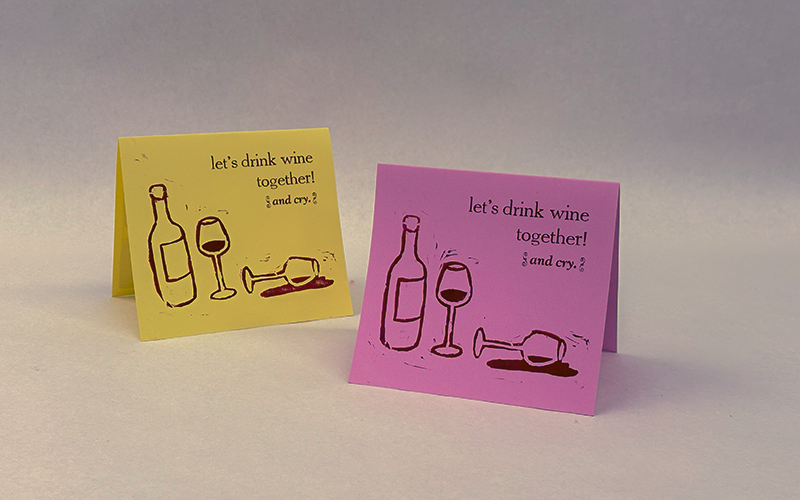 let's drink wine
together!
and cry.
let's drink wine
together!
and cry.